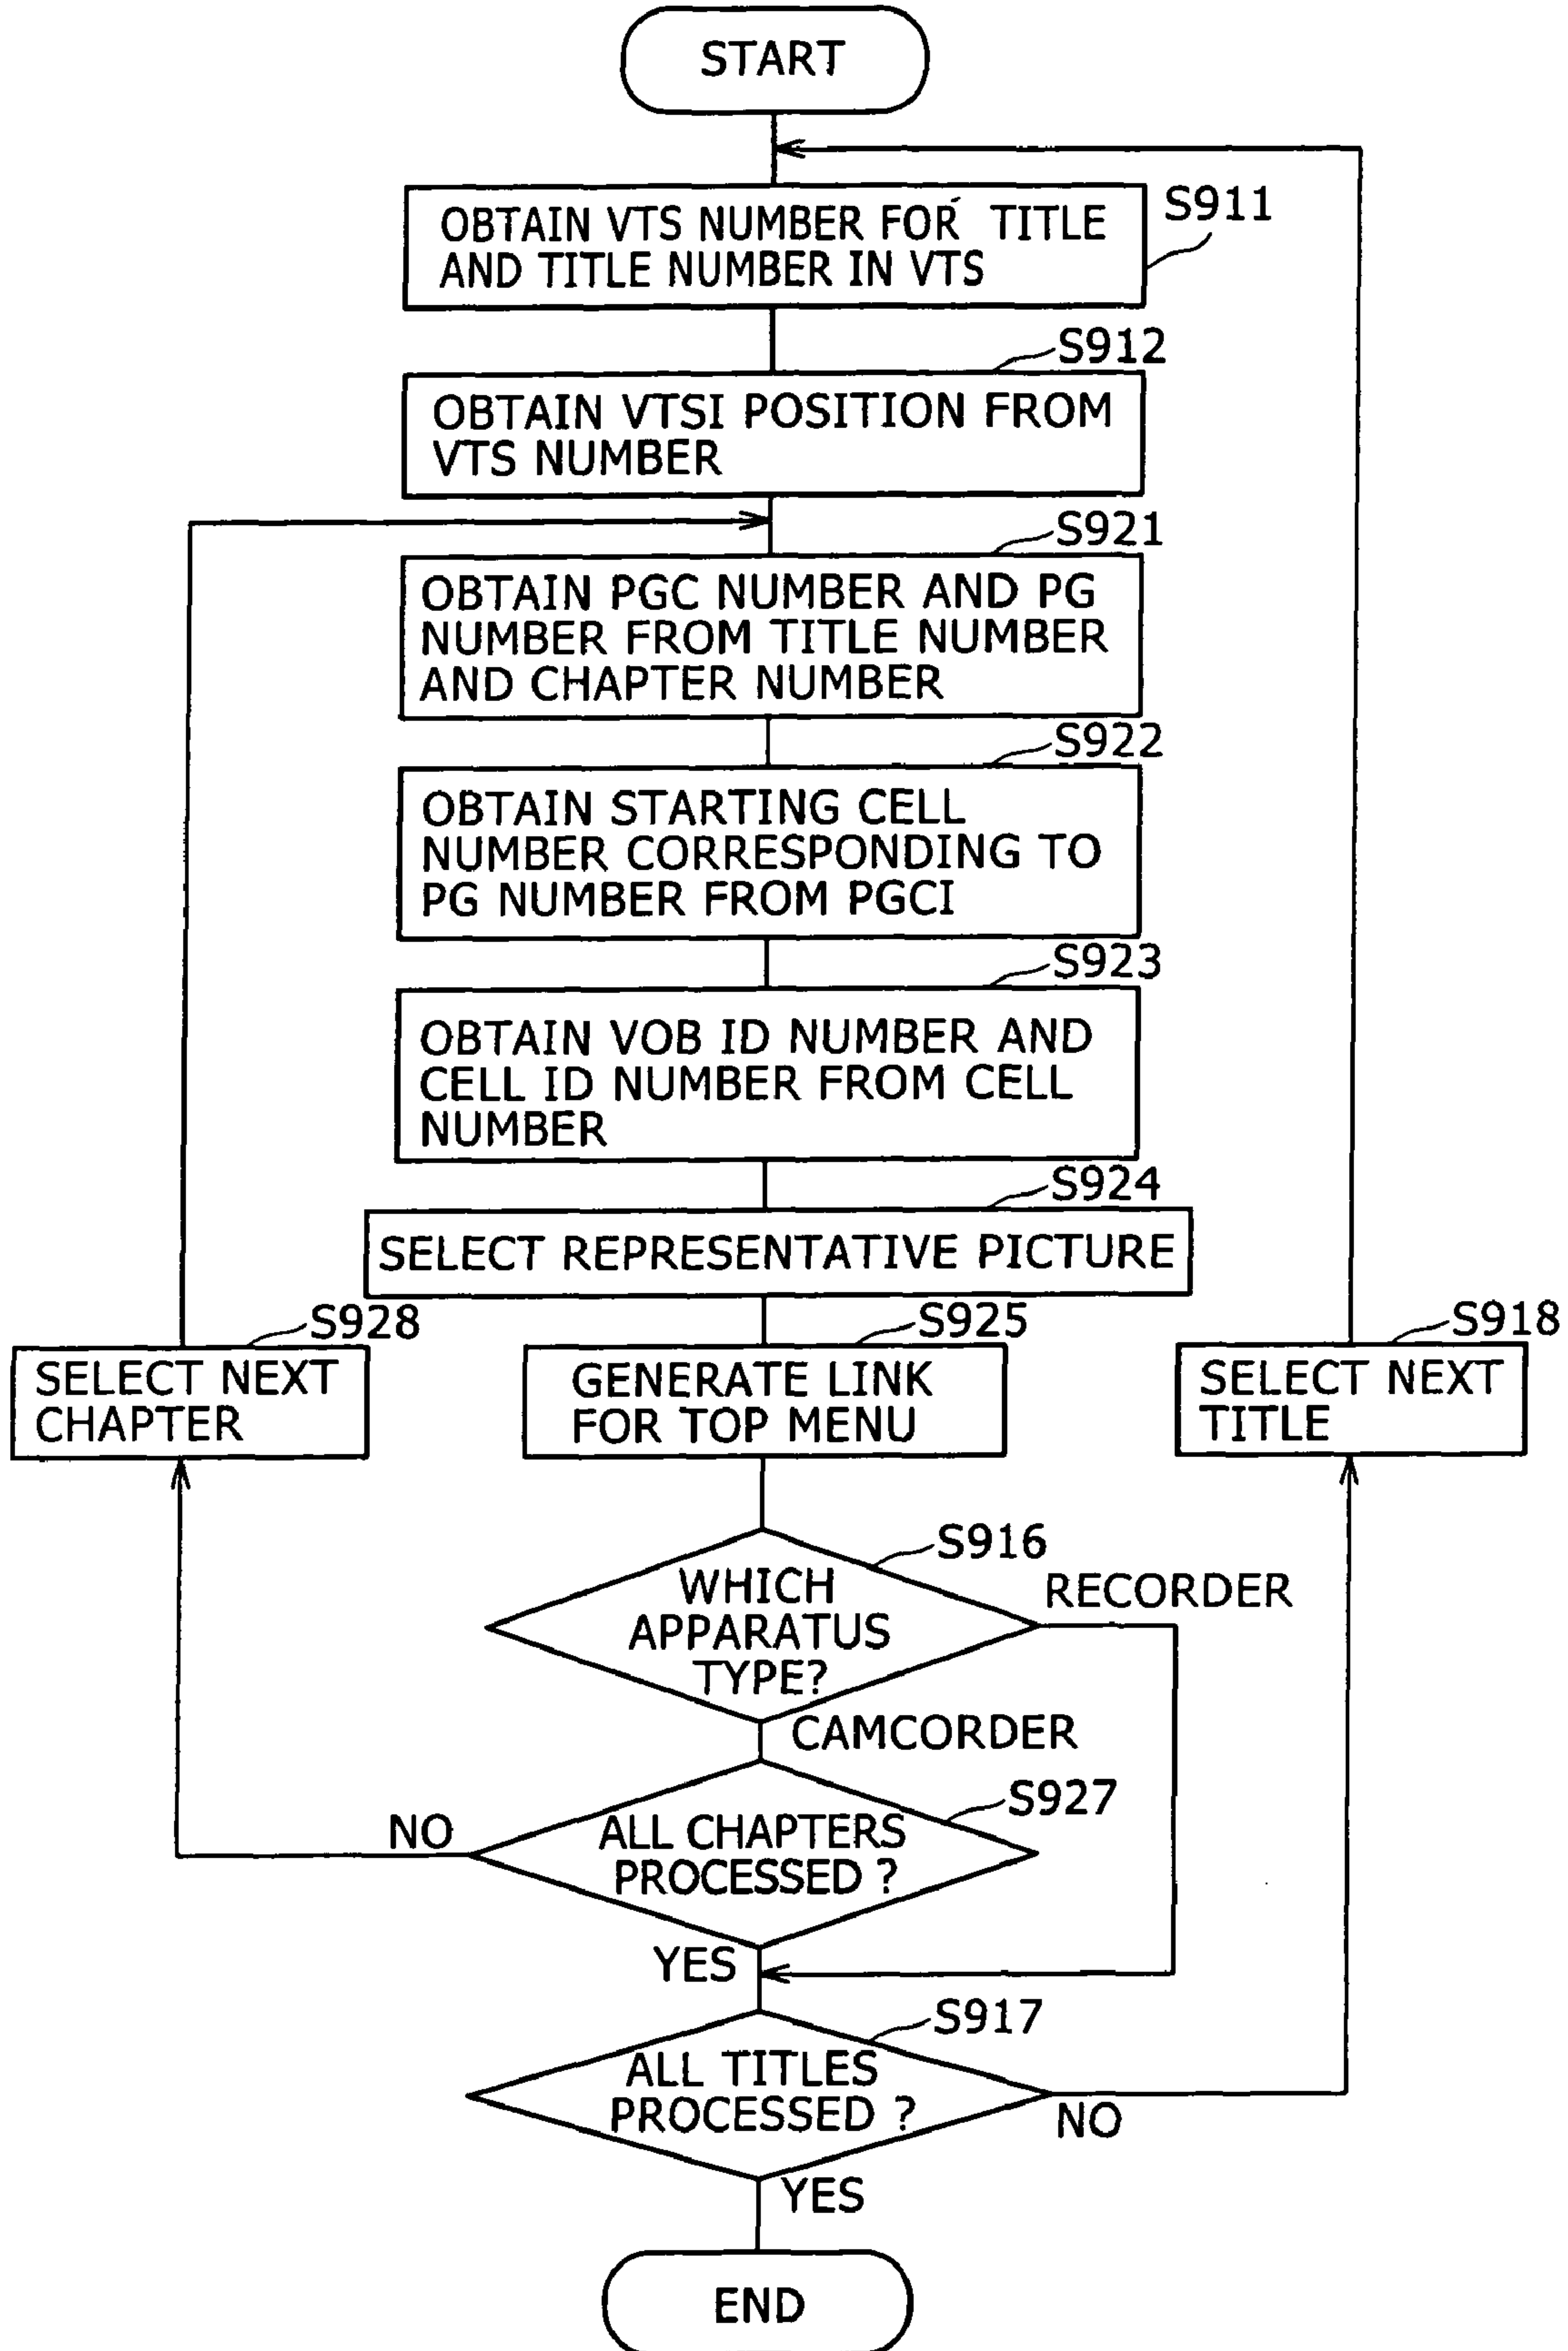 START
OBTAIN VTS NUMBER FOR TITLE
AND TITLE NUMBER IN VTS
S911
S912
OBTAIN VTSI POSITION FROM
VTS NUMBER
S921
OBTAIN PGC NUMBER AND PG
NUMBER FROM TITLE NUMBER
AND CHAPTER NUMBER
S922
OBTAIN STARTING CELL
NUMBER CORRESPONDING TO
PG NUMBER FROM PGCI
S923
OBTAIN VOB ID NUMBER AND
CELL ID NUMBER FROM CELL
NUMBER
S924
SELECT REPRESENTATIVE PICTURE
S928
SELECT NEXT
CHAPTER
S925
GENERATE LINK
FOR TOP MENU
S918
SELECT NEXT
TITLE
S916
WHICH
APPARATUS
TYPE?
RECORDER
CAMCORDER
S927
ALL CHAPTERS
PROCESSED ?
NO
YES
S917
ALL TITLES
PROCESSED ?
NO
YES
END